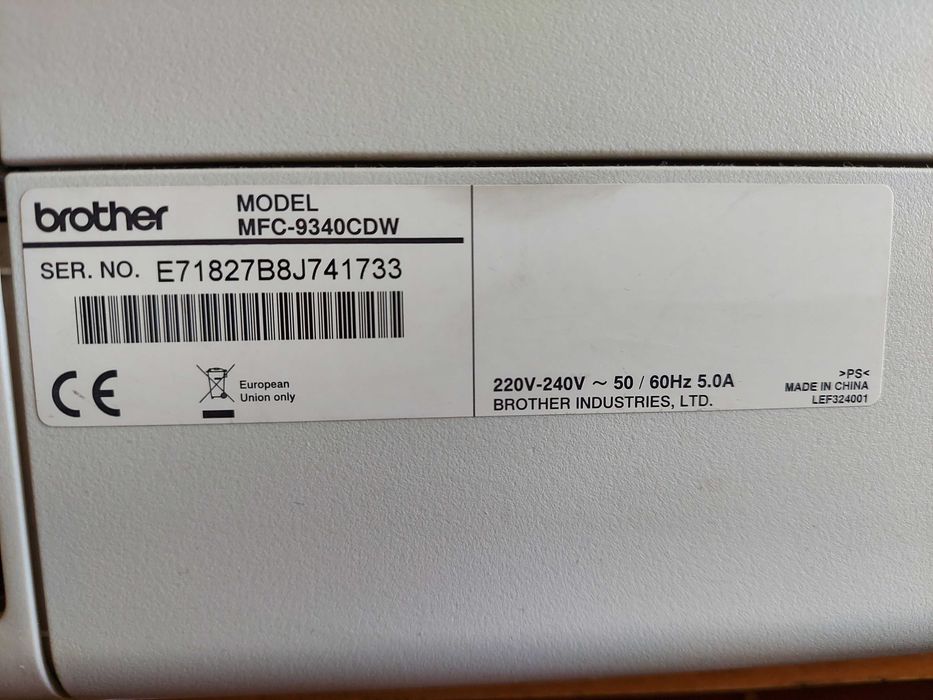 brother
MODEL
MFC-9340CDW
SER. NO. E71827B8J741733
CE
European
Union only
220V-240V ~ 50 / 60Hz 5.0A
BROTHER INDUSTRIES, LTD.
>PS<
MADE IN CHINA
LEF324001